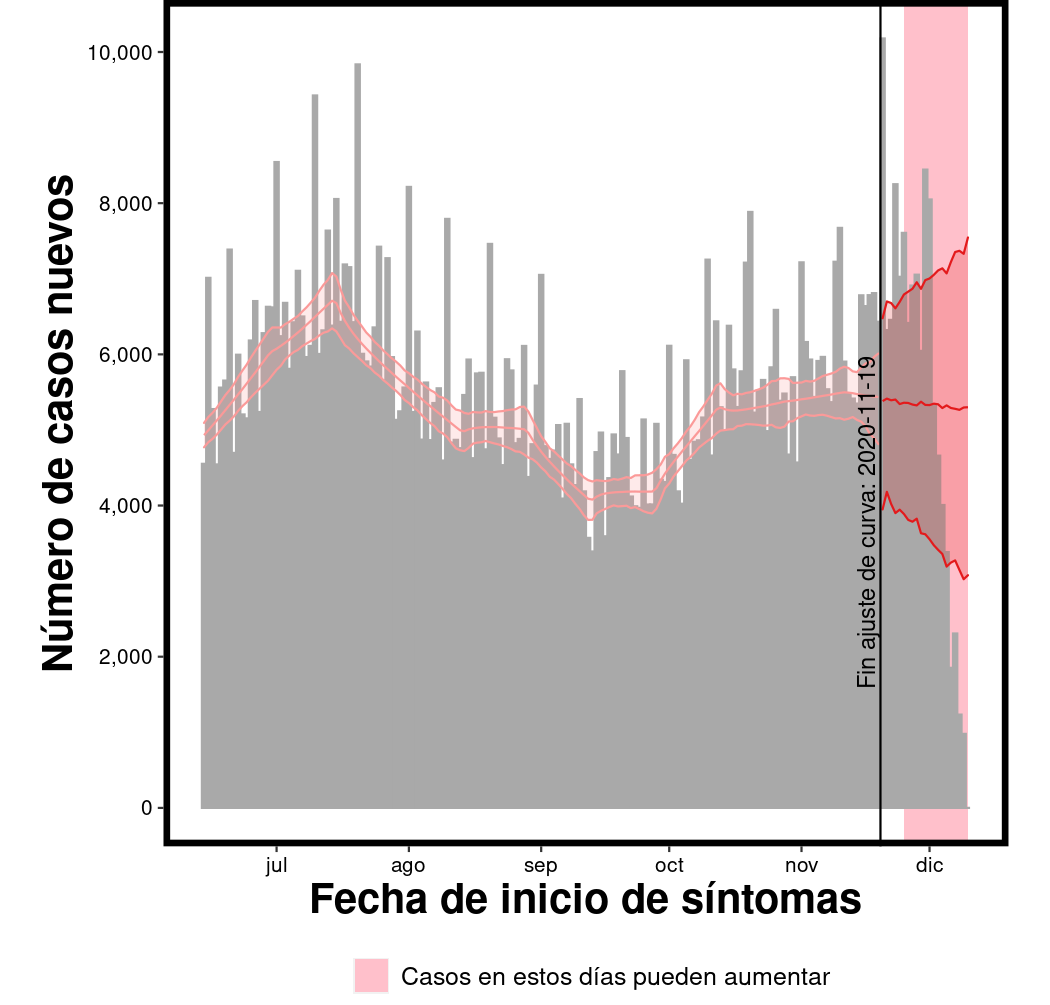 Número de casos nuevos
10,000
8,000
6,000
4,000
2,000
0
Fin ajuste de curva: 2020-11-19
jul ago sep oct nov dic
Fecha de inicio de síntomas
Casos en estos días pueden aumentar